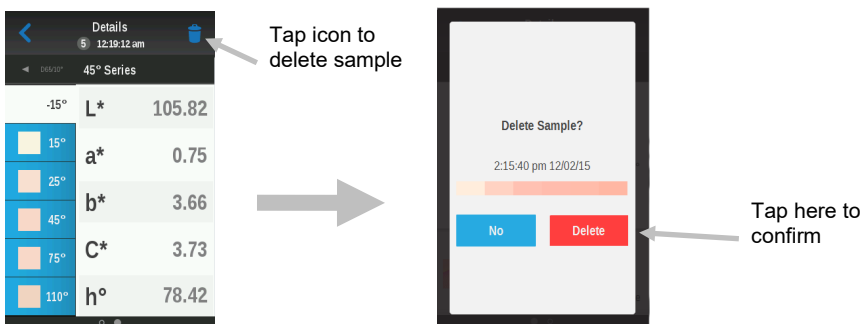 Details
5 12:19:12 am
D65/10° 45° Series
-15° L* 105.82
15°
a* 0.75
25°
b* 3.66
45°
C* 3.73
75°
110° h° 78.42
Tap icon to
delete sample
Delete Sample?
2:15:40 pm 12/02/15
No Delete
Tap here to
confirm